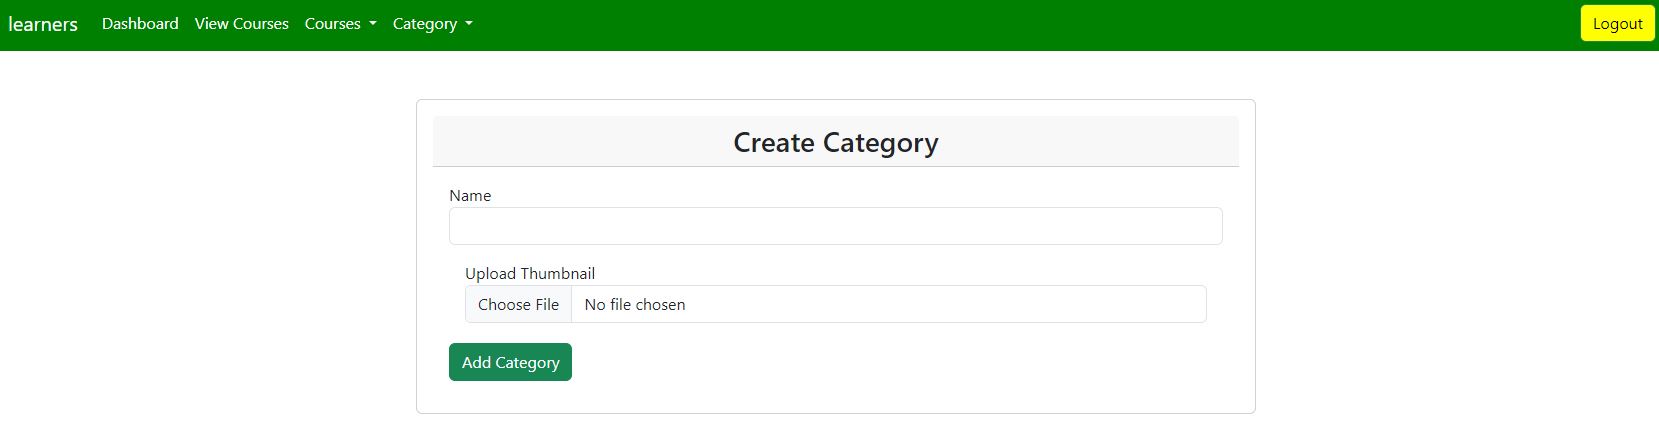 learners Dashboard View Courses Courses Category Logout
Create Category
Name
Upload Thumbnail
Choose File No file chosen
Add Category